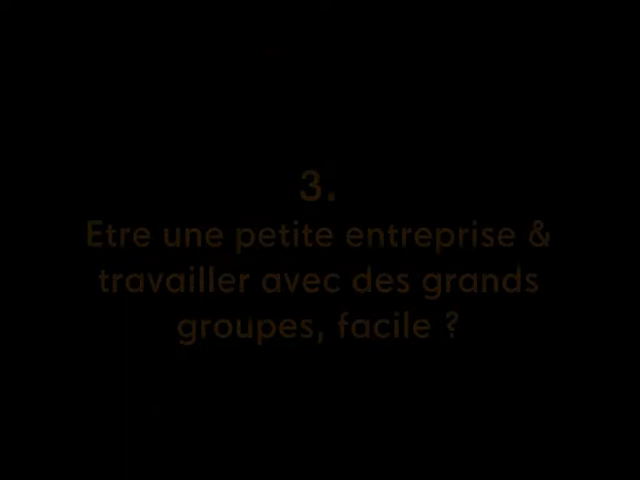 3.
Etre une petite entreprise &
travailler avec des grands
groupes, facile ?